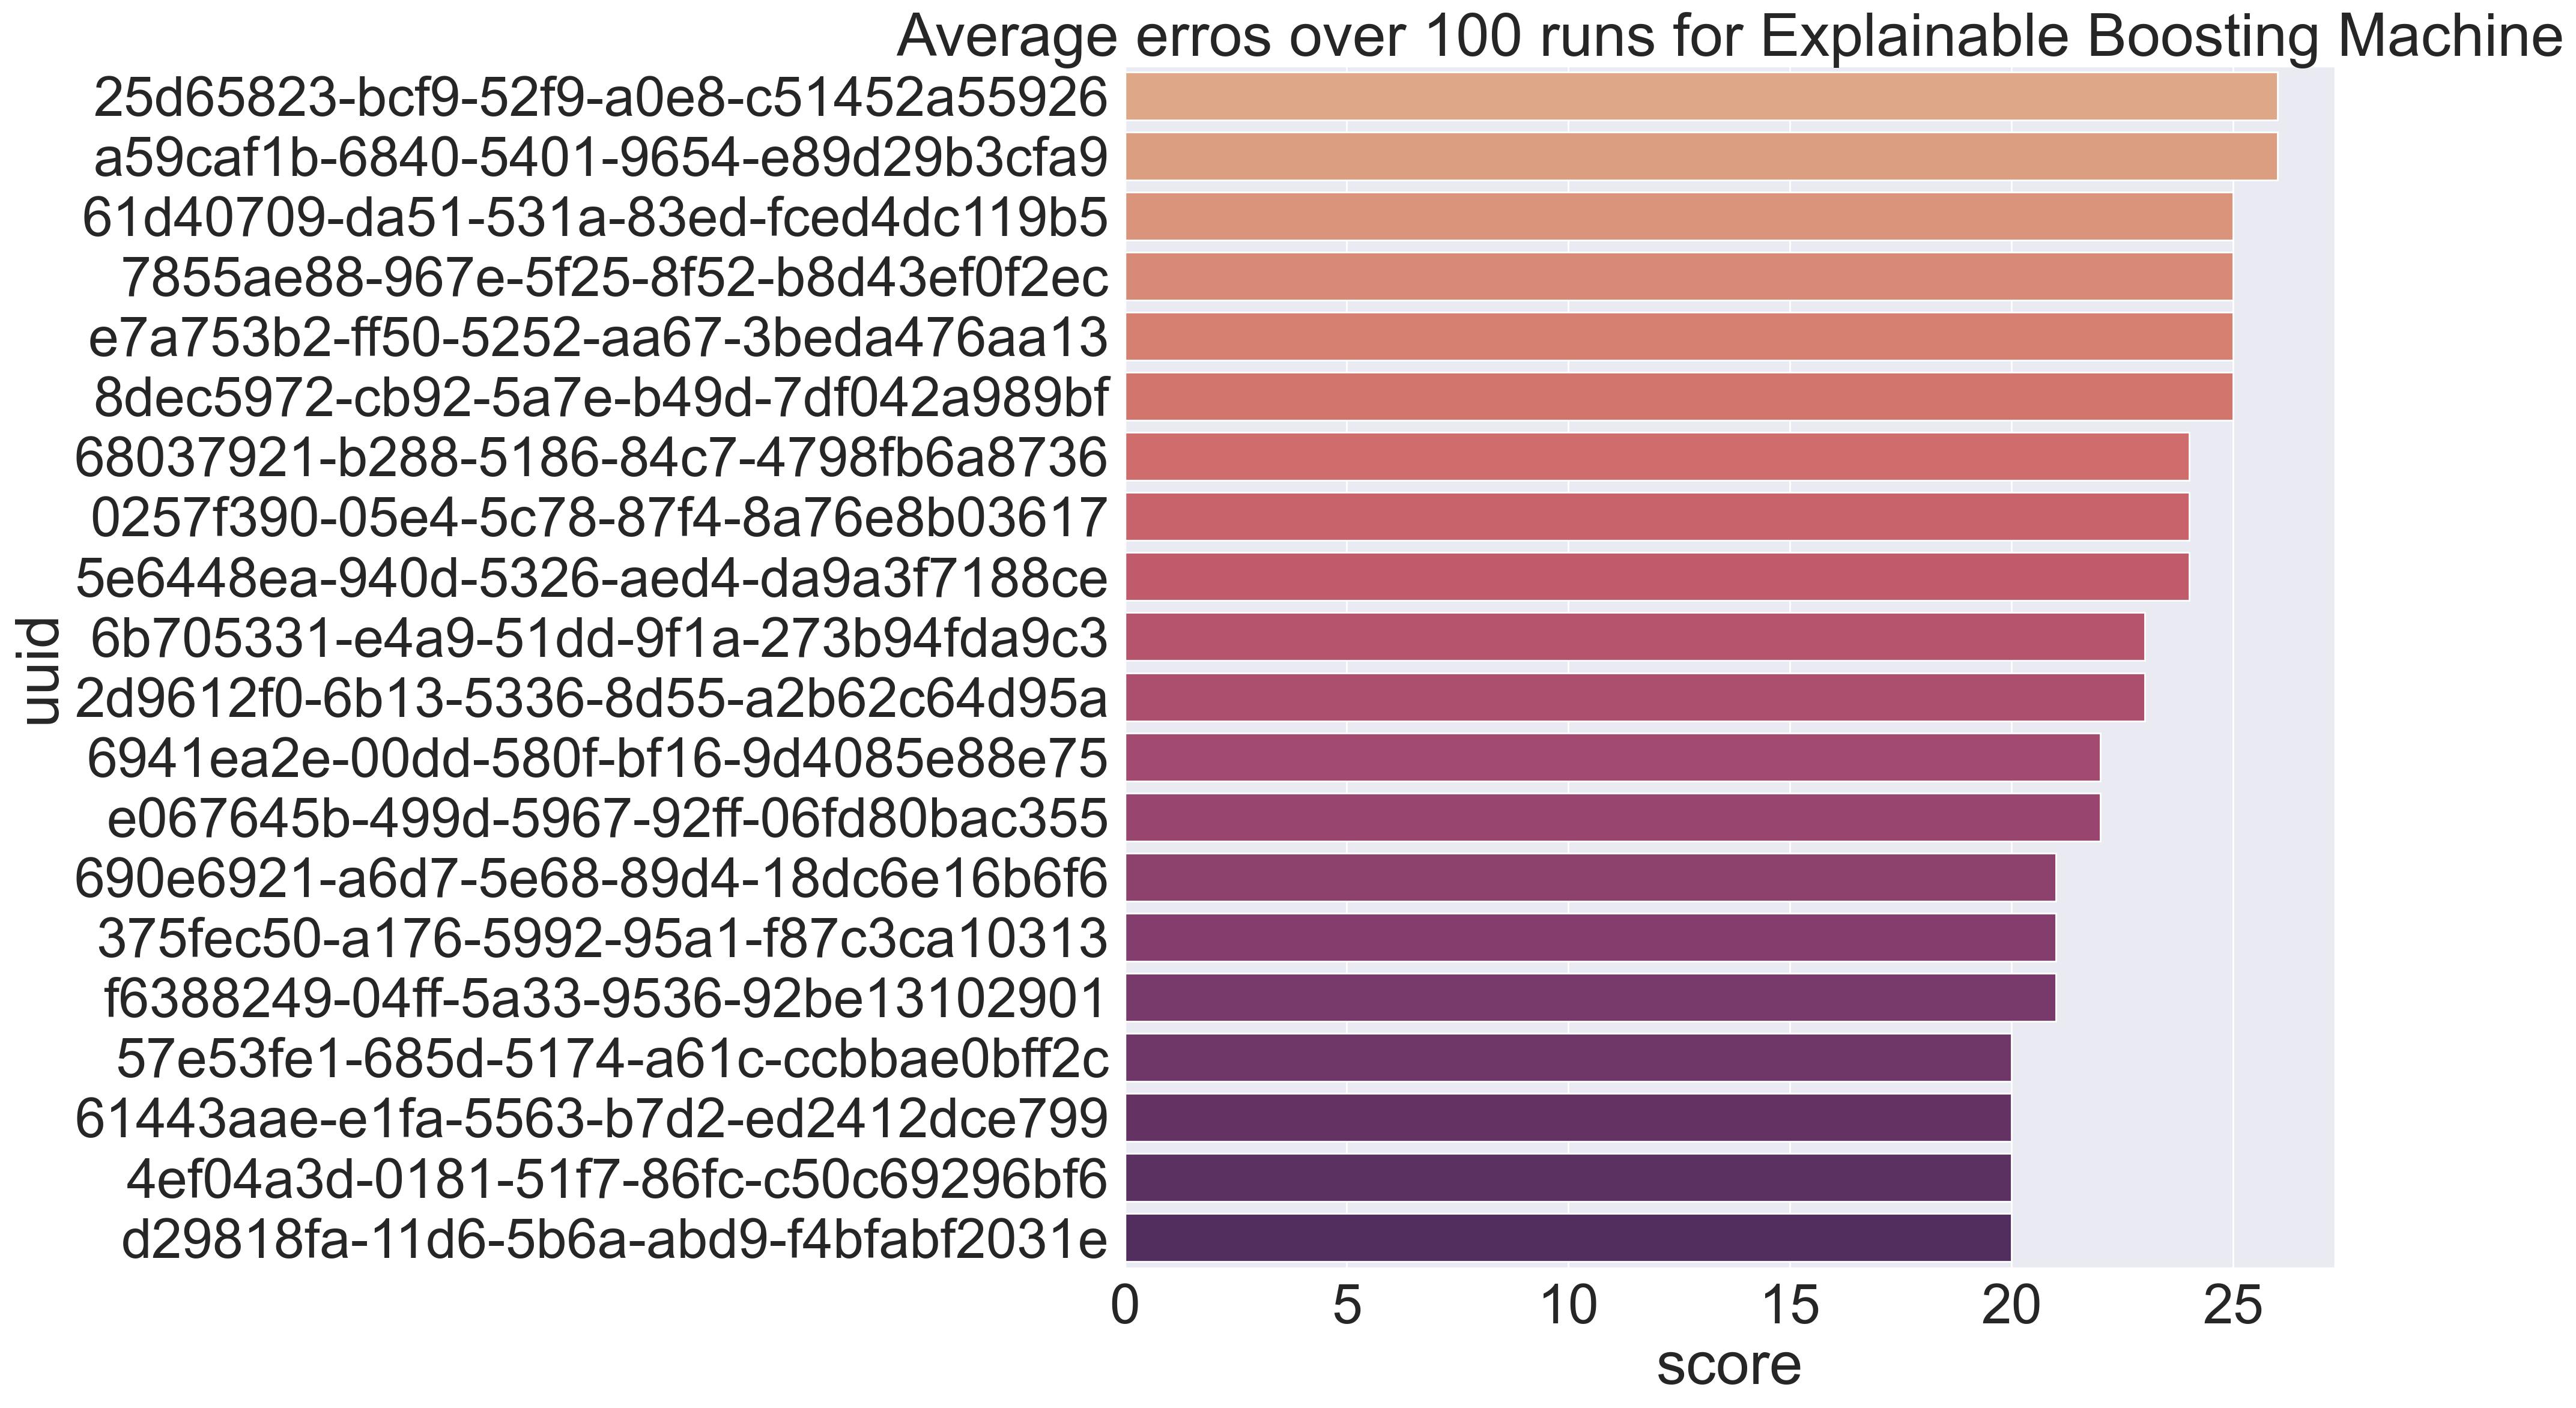 Average erros over 100 runs for Explainable Boosting Machine
25d65823-bcf9-52f9-a0e8-c51452a55926
a59caf1b-6840-5401-9654-e89d29b3cfa9
61d40709-da51-531a-83ed-fced4dc119b5
7855ae88-967e-5f25-8f52-b8d43ef0f2ec
e7a753b2-ff50-5252-aa67-3beda476aa13
8dec5972-cb92-5a7e-b49d-7df042a989bf
68037921-b288-5186-84c7-4798fb6a8736
0257f390-05e4-5c78-87f4-8a76e8b03617
5e6448ea-940d-5326-aed4-da9a3f7188ce
6b705331-e4a9-51dd-9f1a-273b94fda9c3
2d9612f0-6b13-5336-8d55-a2b62c64d95a
6941ea2e-00dd-580f-bf16-9d4085e88e75
e067645b-499d-5967-92ff-06fd80bac355
690e6921-a6d7-5e68-89d4-18dc6e16b6f6
375fec50-a176-5992-95a1-f87c3ca10313
f6388249-04ff-5a33-9536-92be13102901
57e53fe1-685d-5174-a61c-ccbbae0bff2c
61443aae-e1fa-5563-b7d2-ed2412dce799
4ef04a3d-0181-51f7-86fc-c50c69296bf6
d29818fa-11d6-5b6a-abd9-f4bfabf2031e
uuid
0 5 10 15 20 25
score